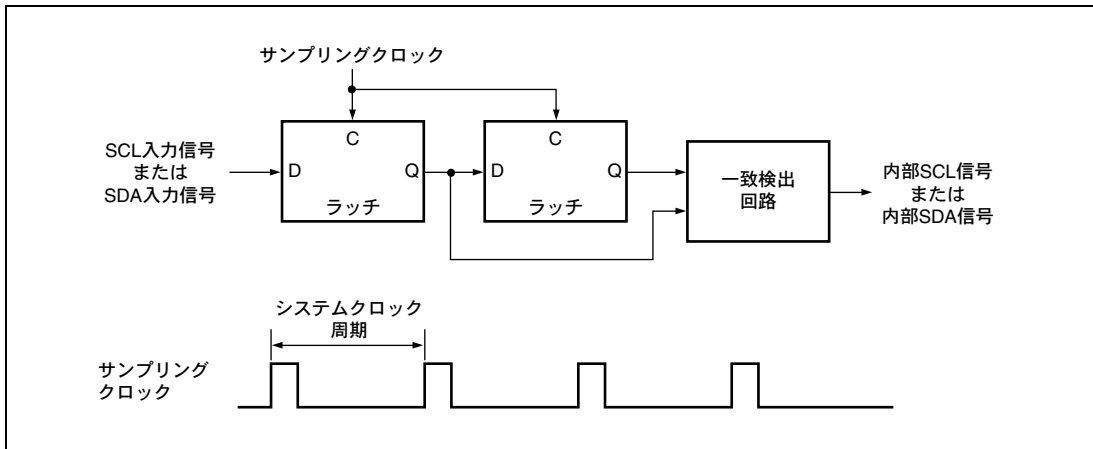 サンプリングクロック
SCL入力信号
または
SDA入力信号
C
D
Q
ラッチ
C
D
Q
ラッチ
一致検出
回路
内部SCL信号
または
内部SDA信号
システムクロック
周期
サンプリング
クロック